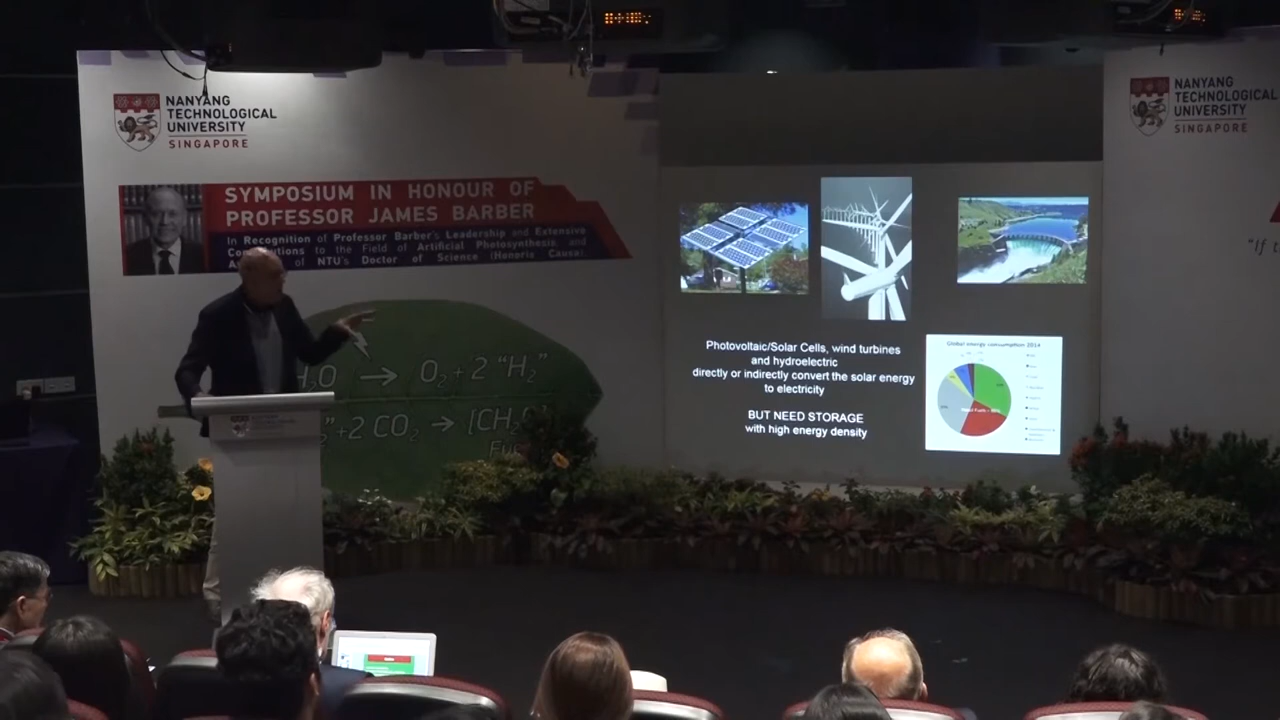 NANYANG
TECHNOLOGICAL
UNIVERSITY
SINGAPORE
SYMPOSIUM IN HONOUR OF
PROFESSOR JAMES BARBER
In Recognition of Professor Barber's Leadership and Extensive
to the Field of Artificial Photosynthesis, and
of NTU's Doctor of Science (Honoris Causa)
H₂O → O₂ + 2 "H₂"
+2 CO₂ → [CH₂O]
Photovoltaic/Solar Cells, wind turbines
and hydroelectric
directly or indirectly convert the solar energy
to electricity
BUT NEED STORAGE
with high energy density
Global energy consumption 2014
NANYANG
TECHNOLOGICAL
UNIVERSITY
SINGAPORE
"If